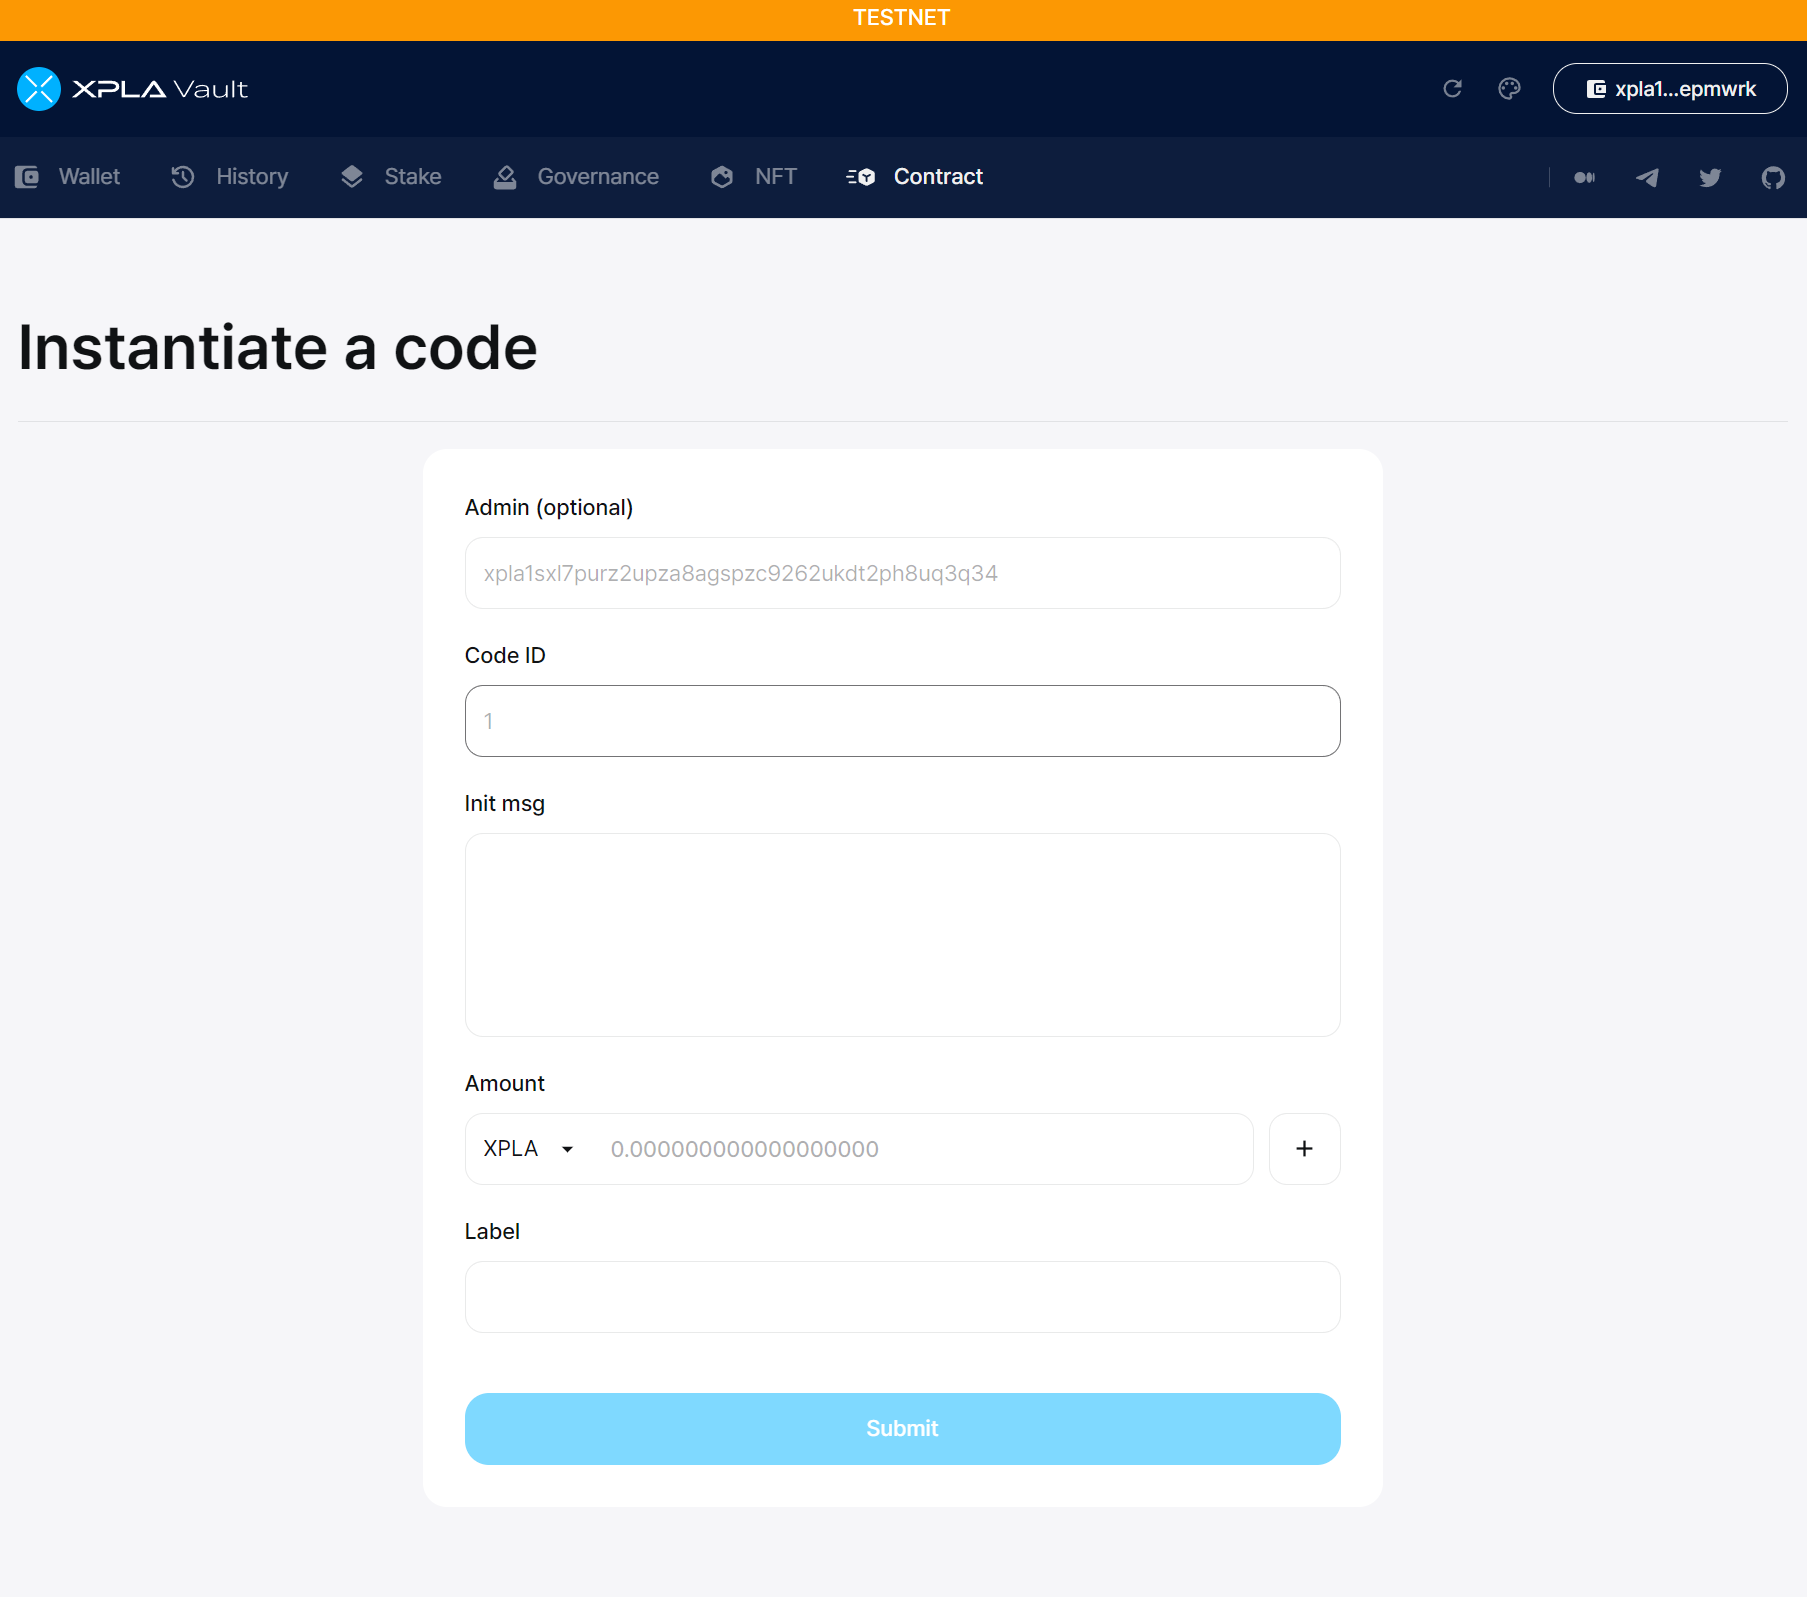 TESTNET
XPLA Vault
xpla1...epmwrk
Wallet History Stake Governance NFT Contract
Instantiate a code
Admin (optional)
xpla1sxl7purz2upza8agspzc9262ukdt2ph8uq3q34
Code ID
1
Init msg
Amount
XPLA 0.000000000000000000
Label
Submit